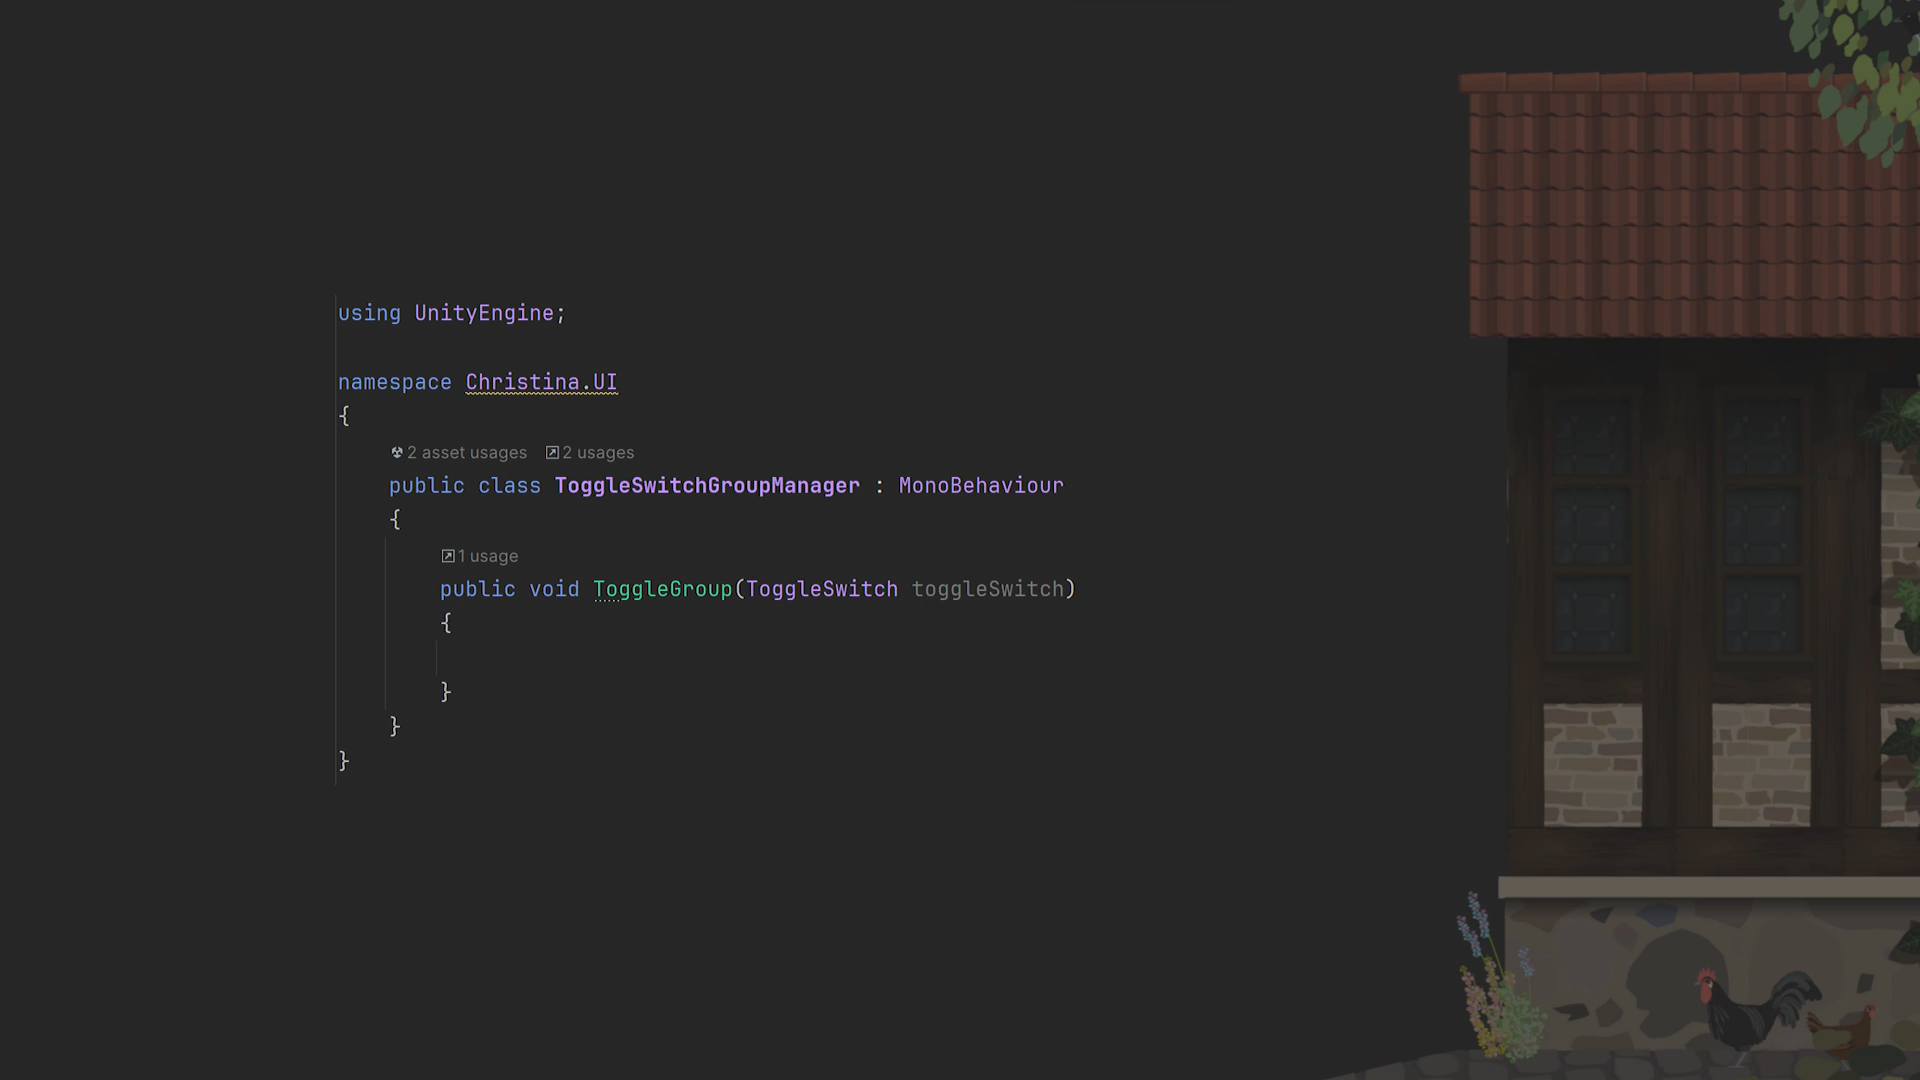 using UnityEngine;
namespace Christina.UI
{
2 asset usages 2 usages
public class ToggleSwitchGroupManager : MonoBehaviour
{
1 usage
public void ToggleGroup(ToggleSwitch toggleSwitch)
{
}
}
}